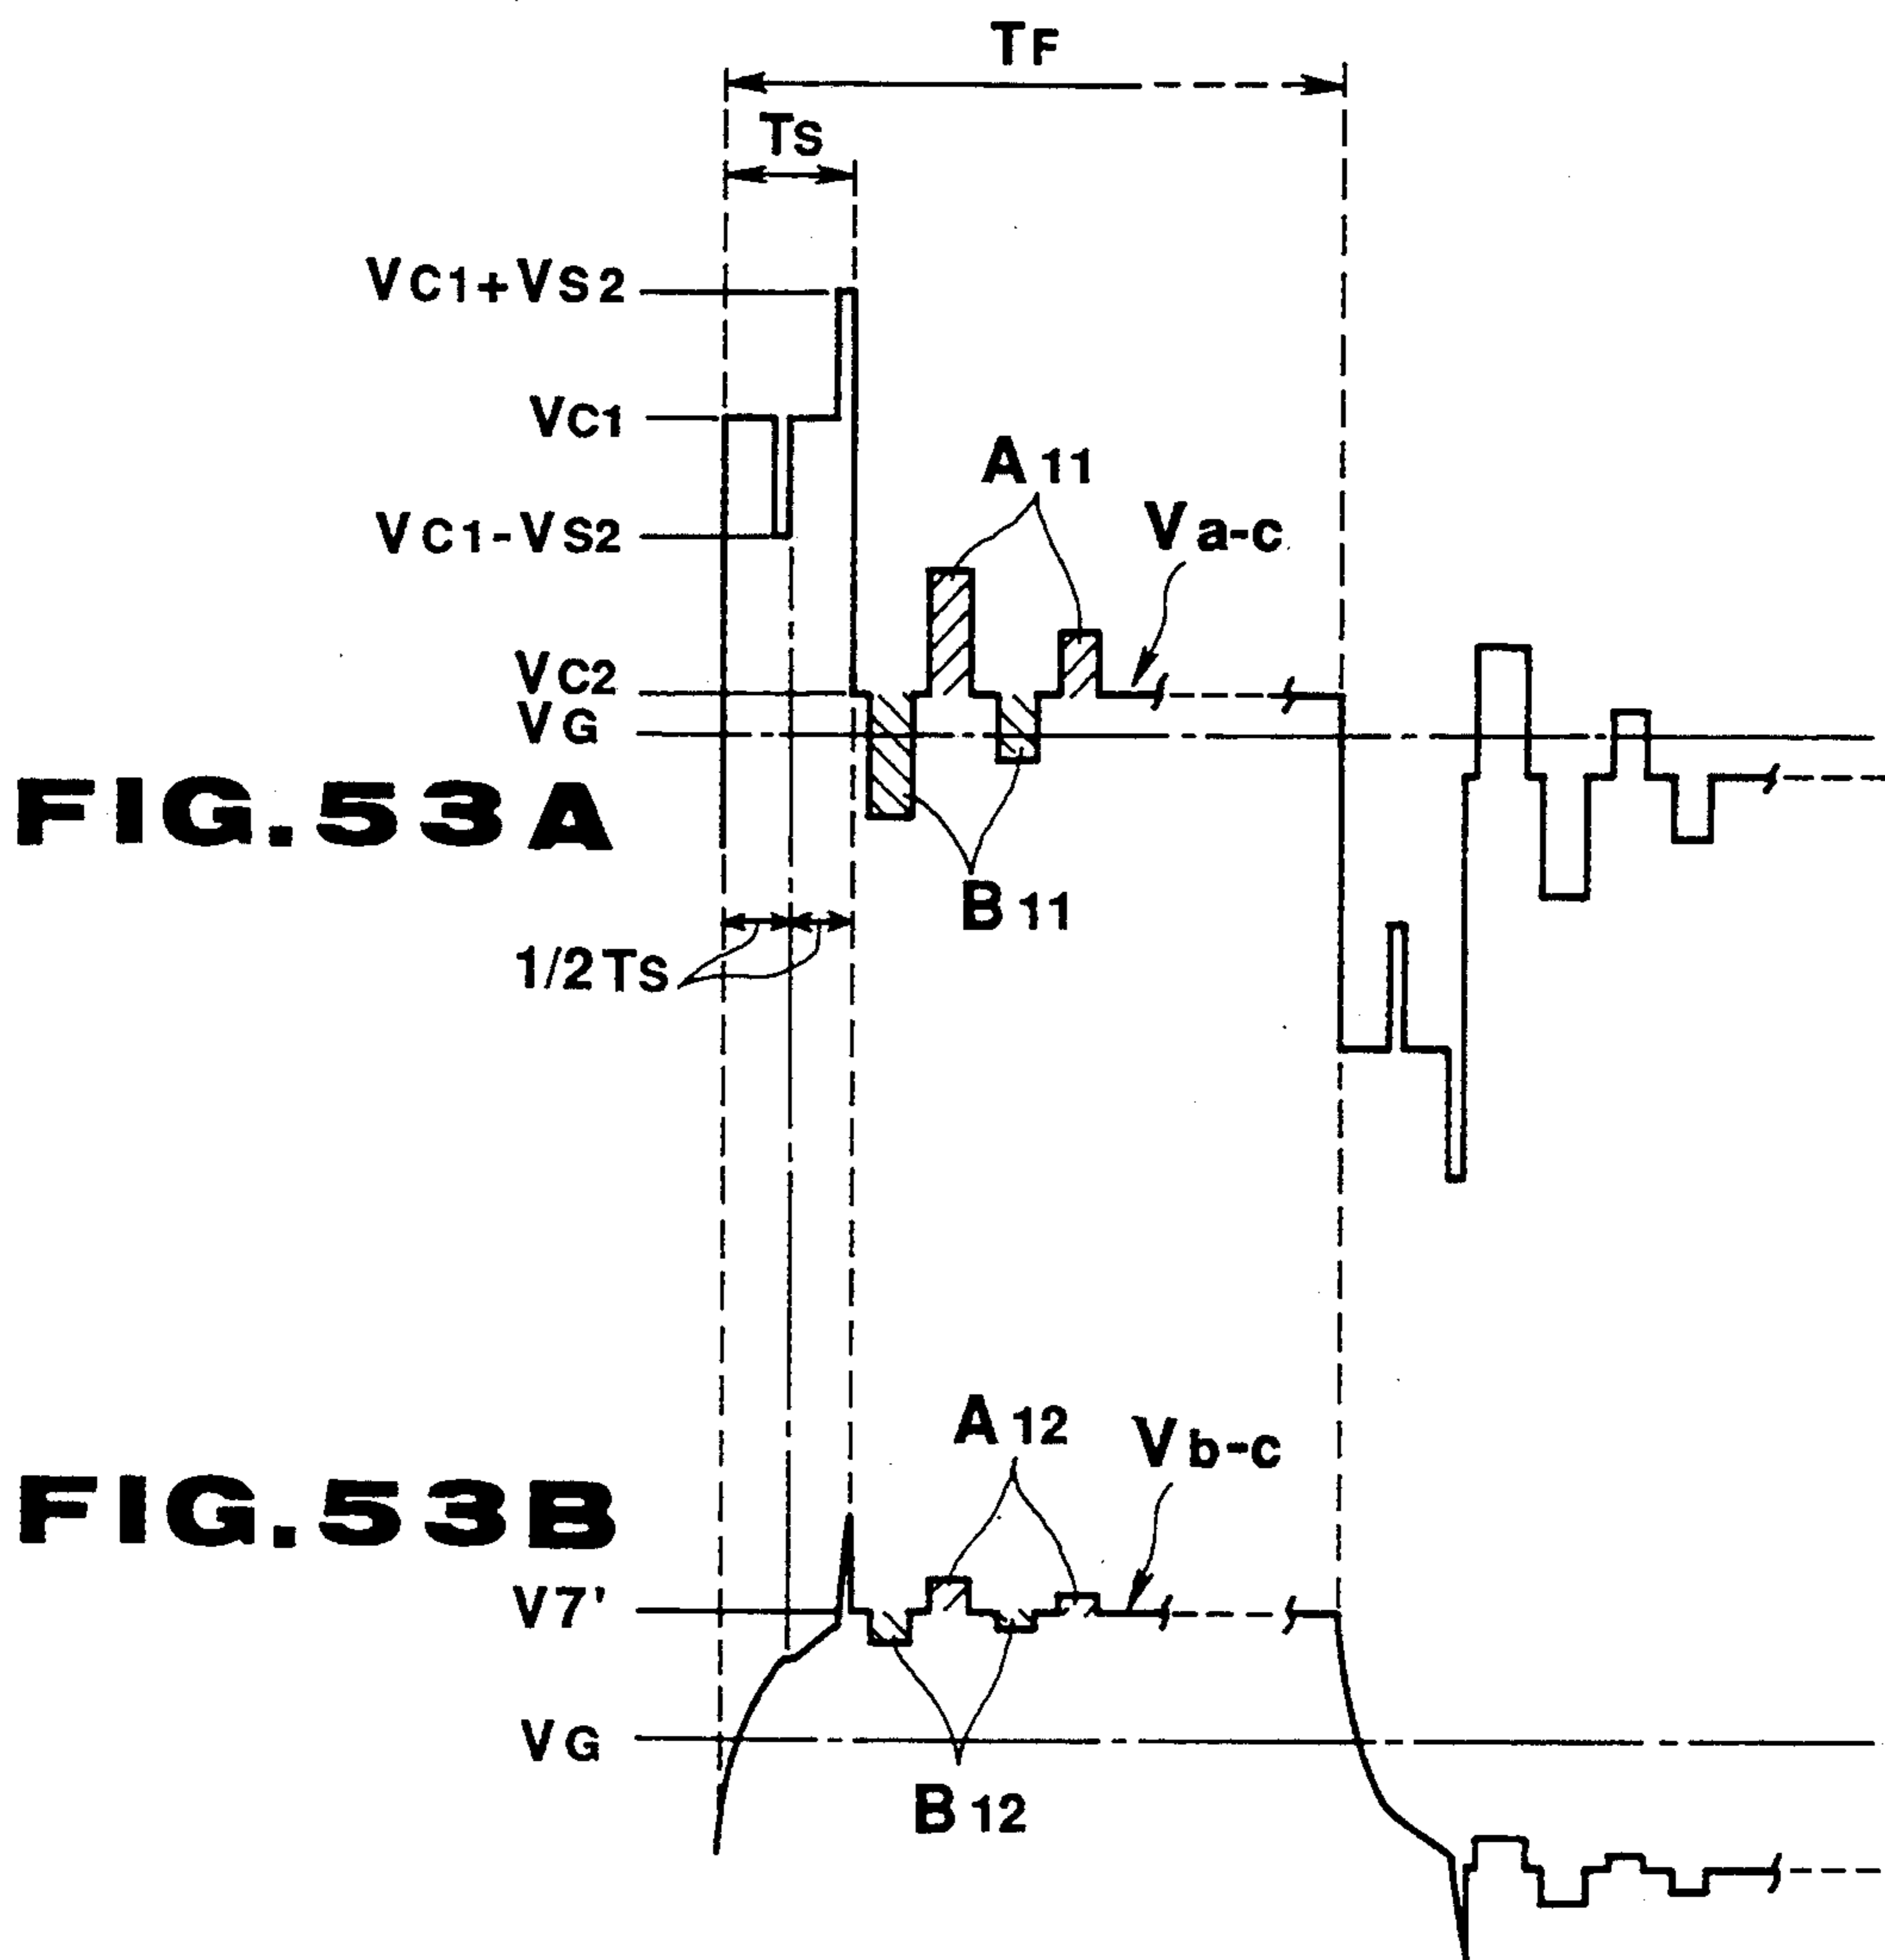 TF
TS
VC1+VS2
VC1
A11
Va-c
VC1-VS2
VC2
VG
FIG.53A
B11
1/2TS
A12
Vb-c
FIG.53B
V7'
VG
B12